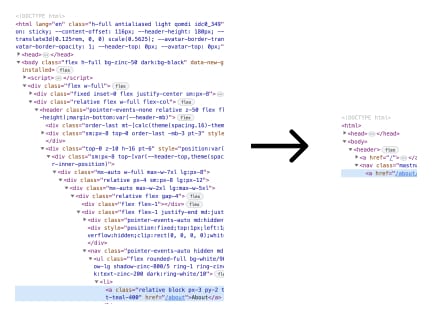 <!DOCTYPE html>
<html lang="en" class="h-full antialiased light qomdi idc0_349"
on: sticky; --content-offset: 116px; --header-height: 180px; --
translate3d(0.125rem, 0, 0) scale(0.5625); --avatar-border-tran
vatar-border-opacity: 1; --header-top: 0px; --avatar-top: 0px;"
<head> </head>
<body class="flex h-full bg-zinc-50 dark:bg-black" data-new-g
installed> flex
<script> </script>
<div class="flex w-full"> flex
<div class="fixed inset-0 flex justify-center sm:px-8">
<div class="relative flex w-full flex-col"> flex
<header class="pointer-events-none relative z-50 flex fl
-height);margin-bottom:var(--header-mb)"> flex
<div class="order-last mt-[calc(theme(spacing.16)-them
<div class="sm:px-8 top-0 order-last -mb-3 pt-3" style
</div>
<div class="top-0 z-10 h-16 pt-6" style="position:var(
<div class="sm:px-8 top-[var(--header-top,theme(spaci
r-inner-position)">
<div class="mx-auto w-full max-w-7xl lg:px-8">
<div class="relative px-4 sm:px-8 lg:px-12">
<div class="mx-auto max-w-2xl lg:max-w-5xl">
<div class="relative flex gap-4"> flex
<div class="flex flex-1"></div> flex
<div class="flex flex-1 justify-end md:just
<div class="pointer-events-auto md:hidden
<div style="position:fixed;top:1px;left:1
verflow:hidden;clip:rect(0, 0, 0, 0);whit
</div>
<nav class="pointer-events-auto hidden md
<ul class="flex rounded-full bg-white/90
ow-lg shadow-zinc-800/5 ring-1 ring-zinc
k:text-zinc-200 dark:ring-white/10"> flex
<li>
<a class="relative block px-3 py-2 t
t-teal-400" href="/about">About</a>
</li>
<!DOCTYPE html>
<html>
<head> </head>
<body>
<header> flex
<a href="/"> </a>
<nav class="mostna
<a href="/about